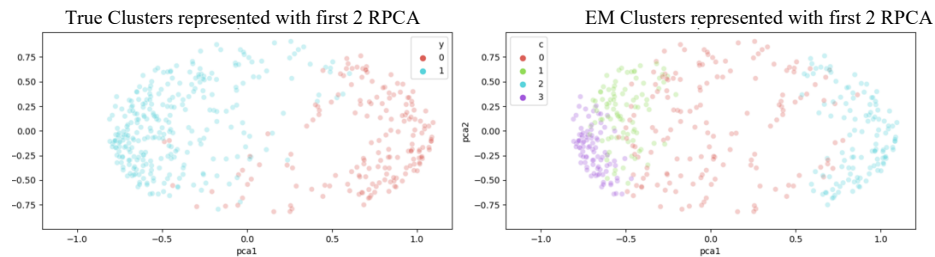 True Clusters represented with first 2 RPCA
EM Clusters represented with first 2 RPCA
y
0
1
0.75
0.50
0.25
0.00
−0.25
−0.50
−0.75
−1.0 −0.5 0.0 0.5 1.0
pca1
c
0
1
2
3
pca2
0.75
0.50
0.25
0.00
−0.25
−0.50
−0.75
−1.0 −0.5 0.0 0.5 1.0
pca1